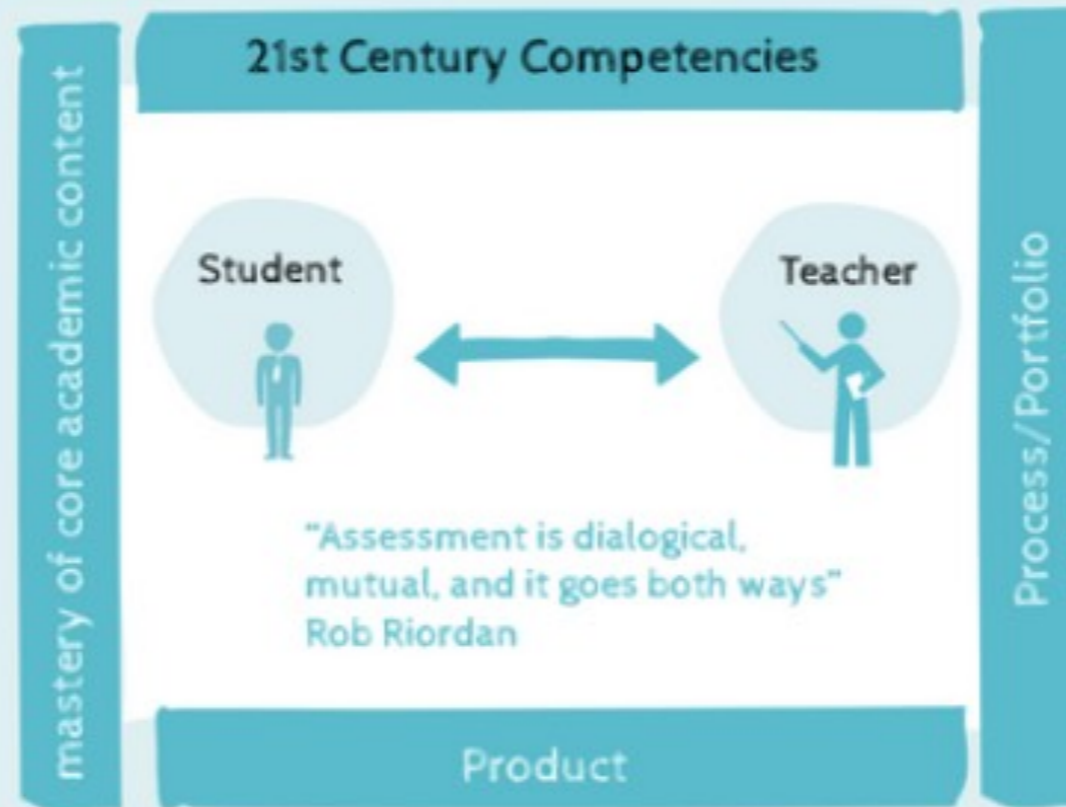 21st Century Competencies
mastery of core academic content
Student
Teacher
Process/Portfolio
"Assessment is dialogical,
mutual, and it goes both ways"
Rob Riordan
Product